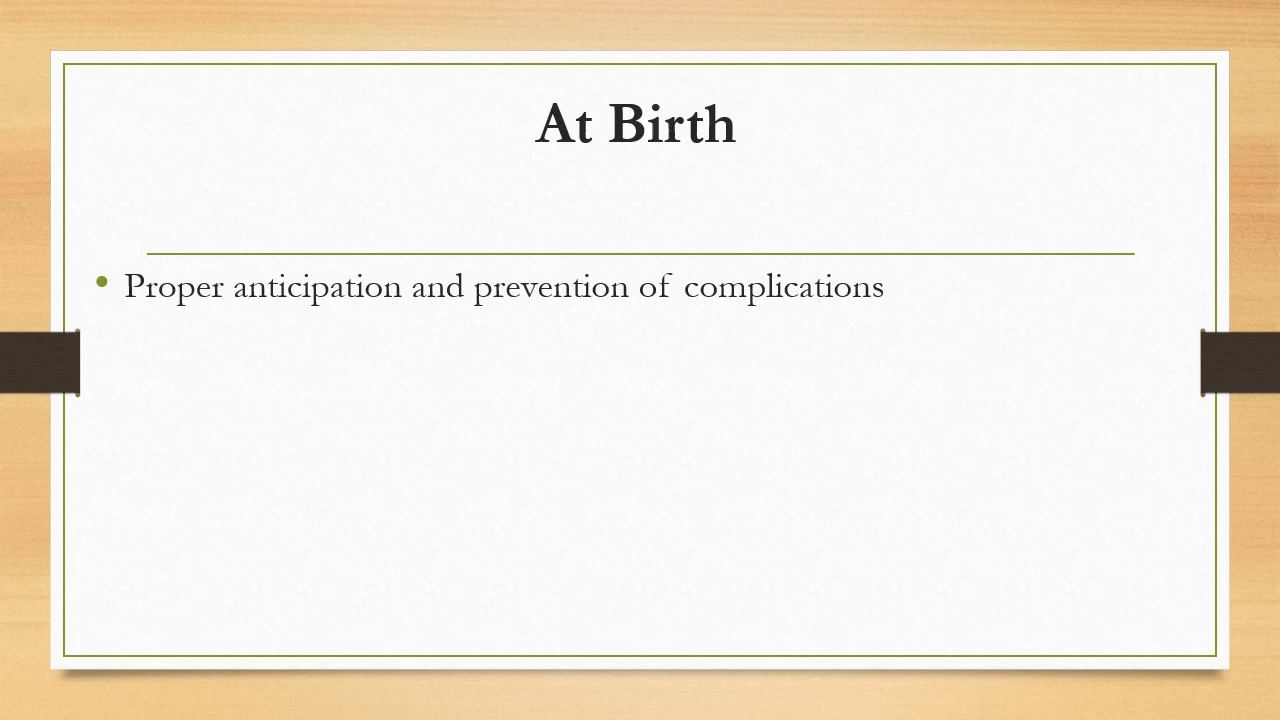 At Birth
• Proper anticipation and prevention of complications